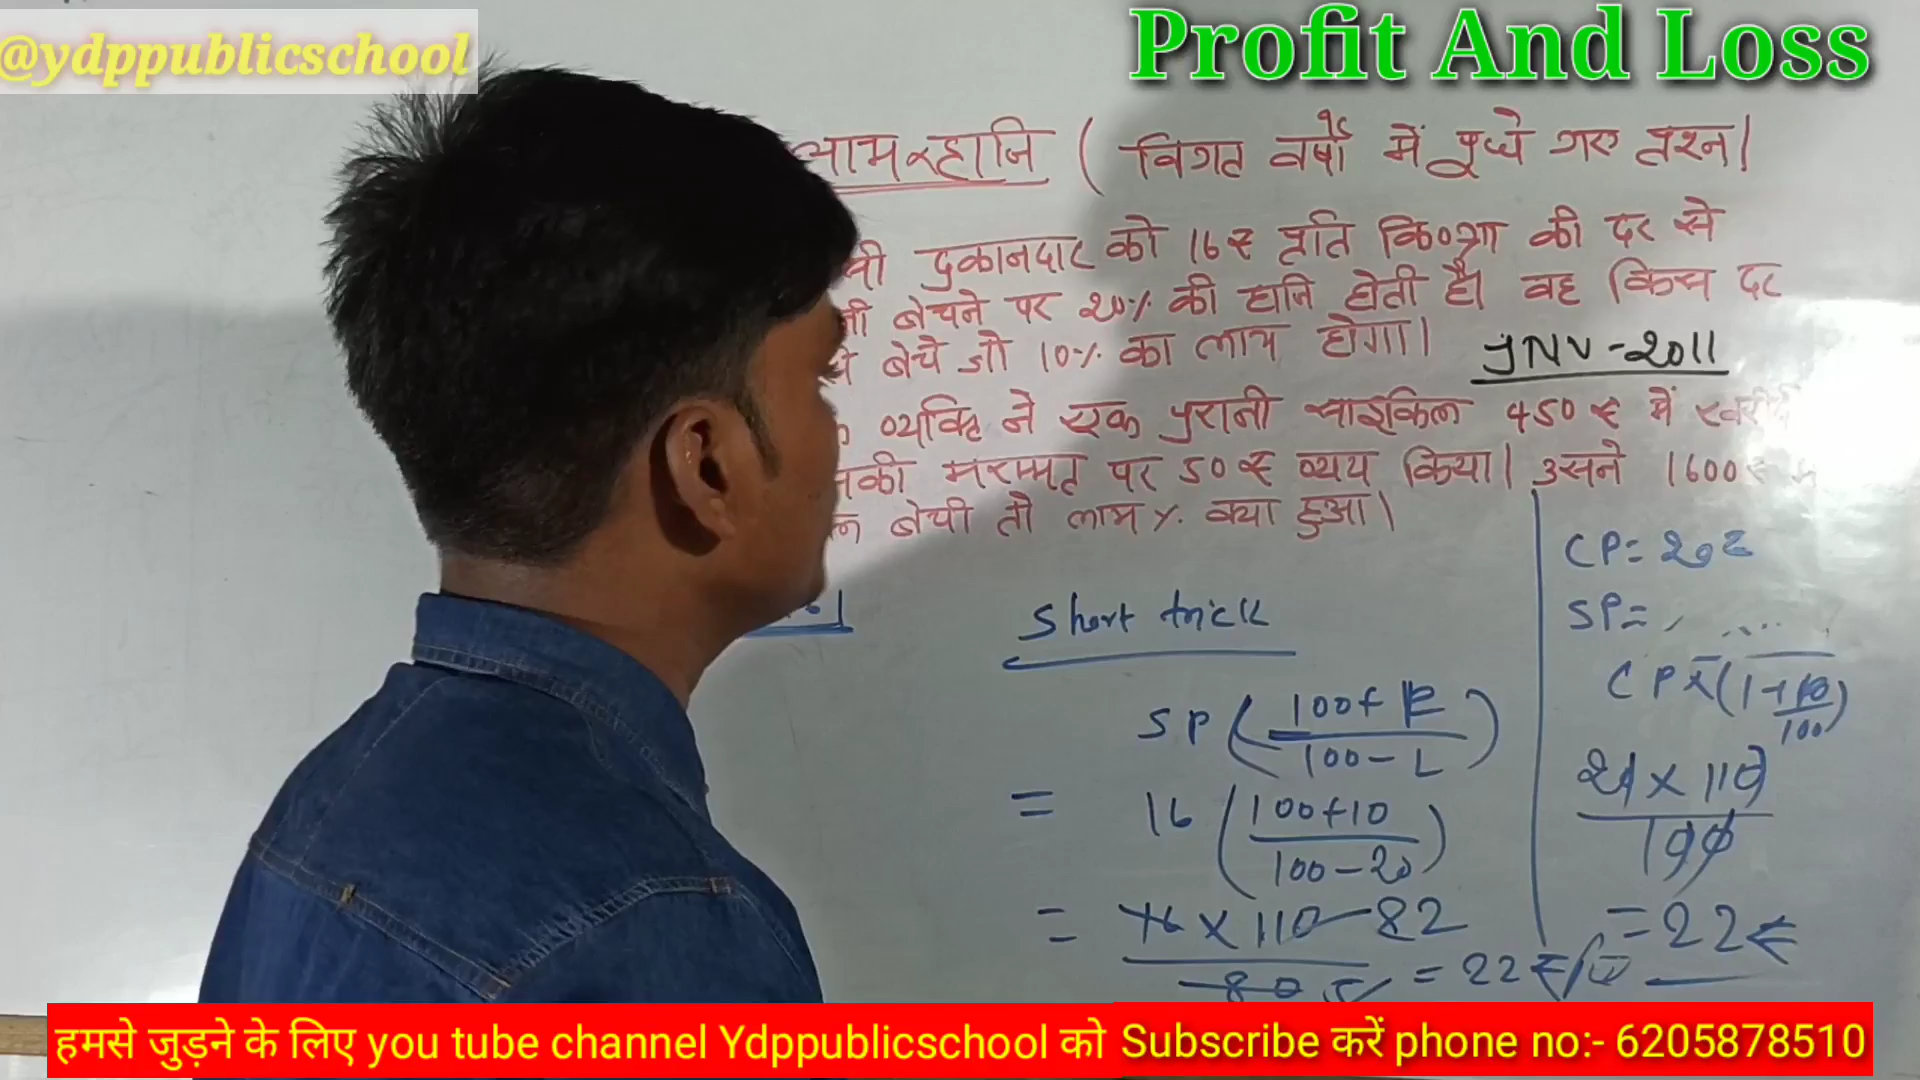 @ydppublicschool
Profit And Loss
लाभ व हानि ( विगत वर्षो में पूछे गए प्रश्न।
दुकानदार को 16₹ प्रति कि०ग्रा की दर से
बेचने पर 20% की हानि होती है। वह किस दर
बेचे जो 10% का लाभ होगा। JNV-2011
व्यक्ति ने एक पुरानी साइकिल 450 ₹ में
मरम्मत पर 50 ₹ व्यय किया। उसने 1600₹
बेची तो लाभ %. क्या हुआ।
Short trick
SP (100+P / 100-L)
= 16 (100+10 / 100-20)
= 16 x 110 / 80 = 22 ₹/
CP= 20₹
SP=
CP x (1+10/100)
20 x 110 / 100
= 22₹
हमसे जुड़ने के लिए you tube channel Ydppublicschool को Subscribe करें phone no:- 6205878510